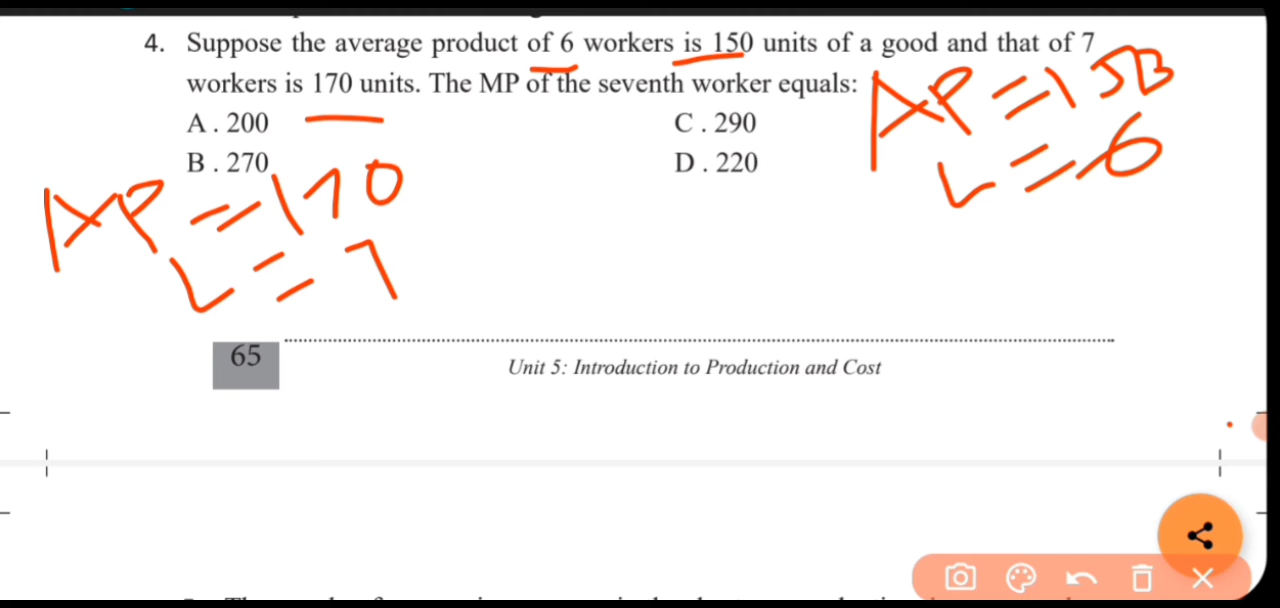 4. Suppose the average product of 6 workers is 150 units of a good and that of 7
workers is 170 units. The MP of the seventh worker equals:
A . 200
C . 290
B . 270
D . 220
AP = 150
L = 6
AP = 170
L = 7
65
Unit 5: Introduction to Production and Cost